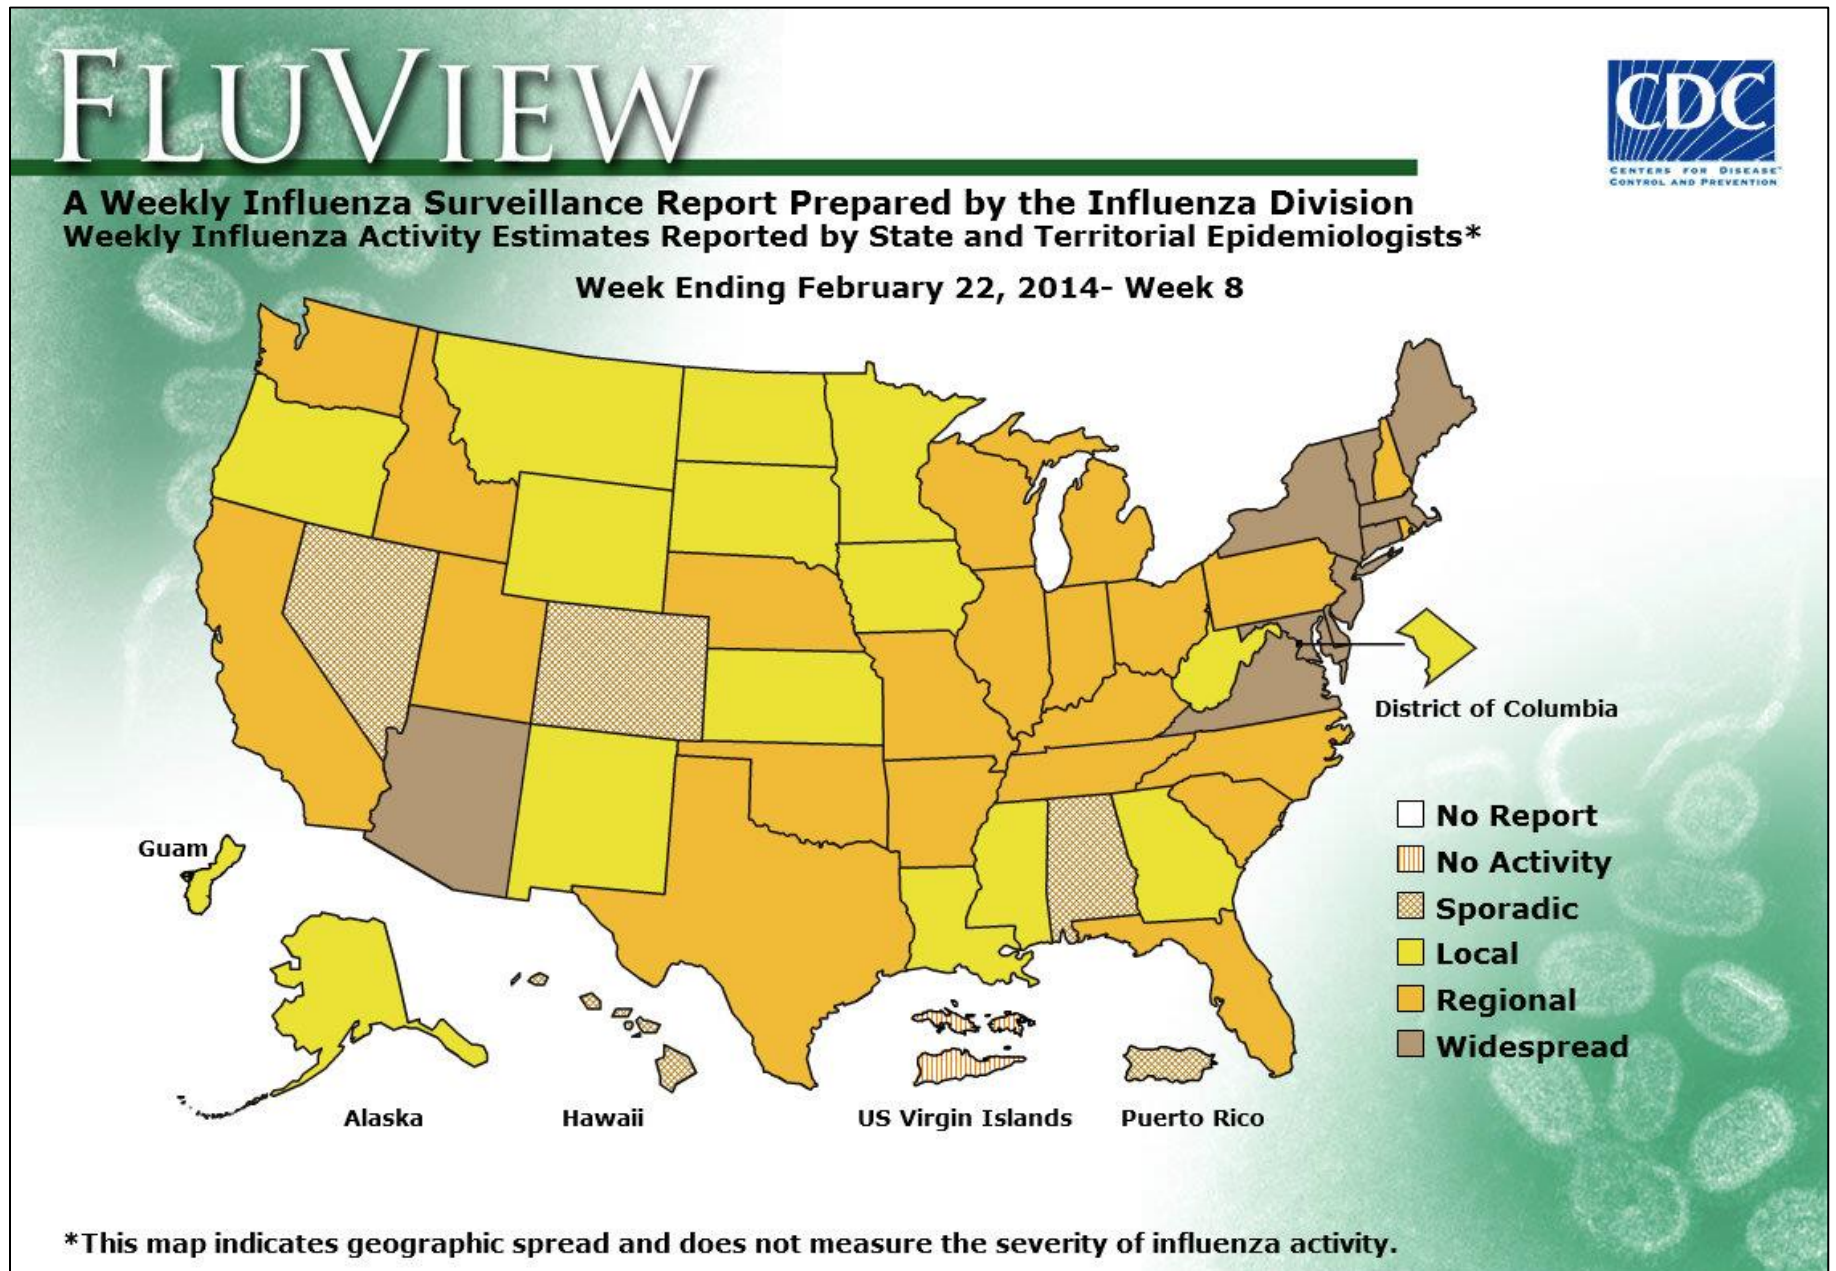 FLUVIEW
CDC
CENTERS FOR DISEASE™
CONTROL AND PREVENTION
A Weekly Influenza Surveillance Report Prepared by the Influenza Division
Weekly Influenza Activity Estimates Reported by State and Territorial Epidemiologists*
Week Ending February 22, 2014- Week 8
District of Columbia
No Report
Guam
No Activity
Sporadic
Local
Regional
Widespread
Alaska
Hawaii
US Virgin Islands
Puerto Rico
*This map indicates geographic spread and does not measure the severity of influenza activity.